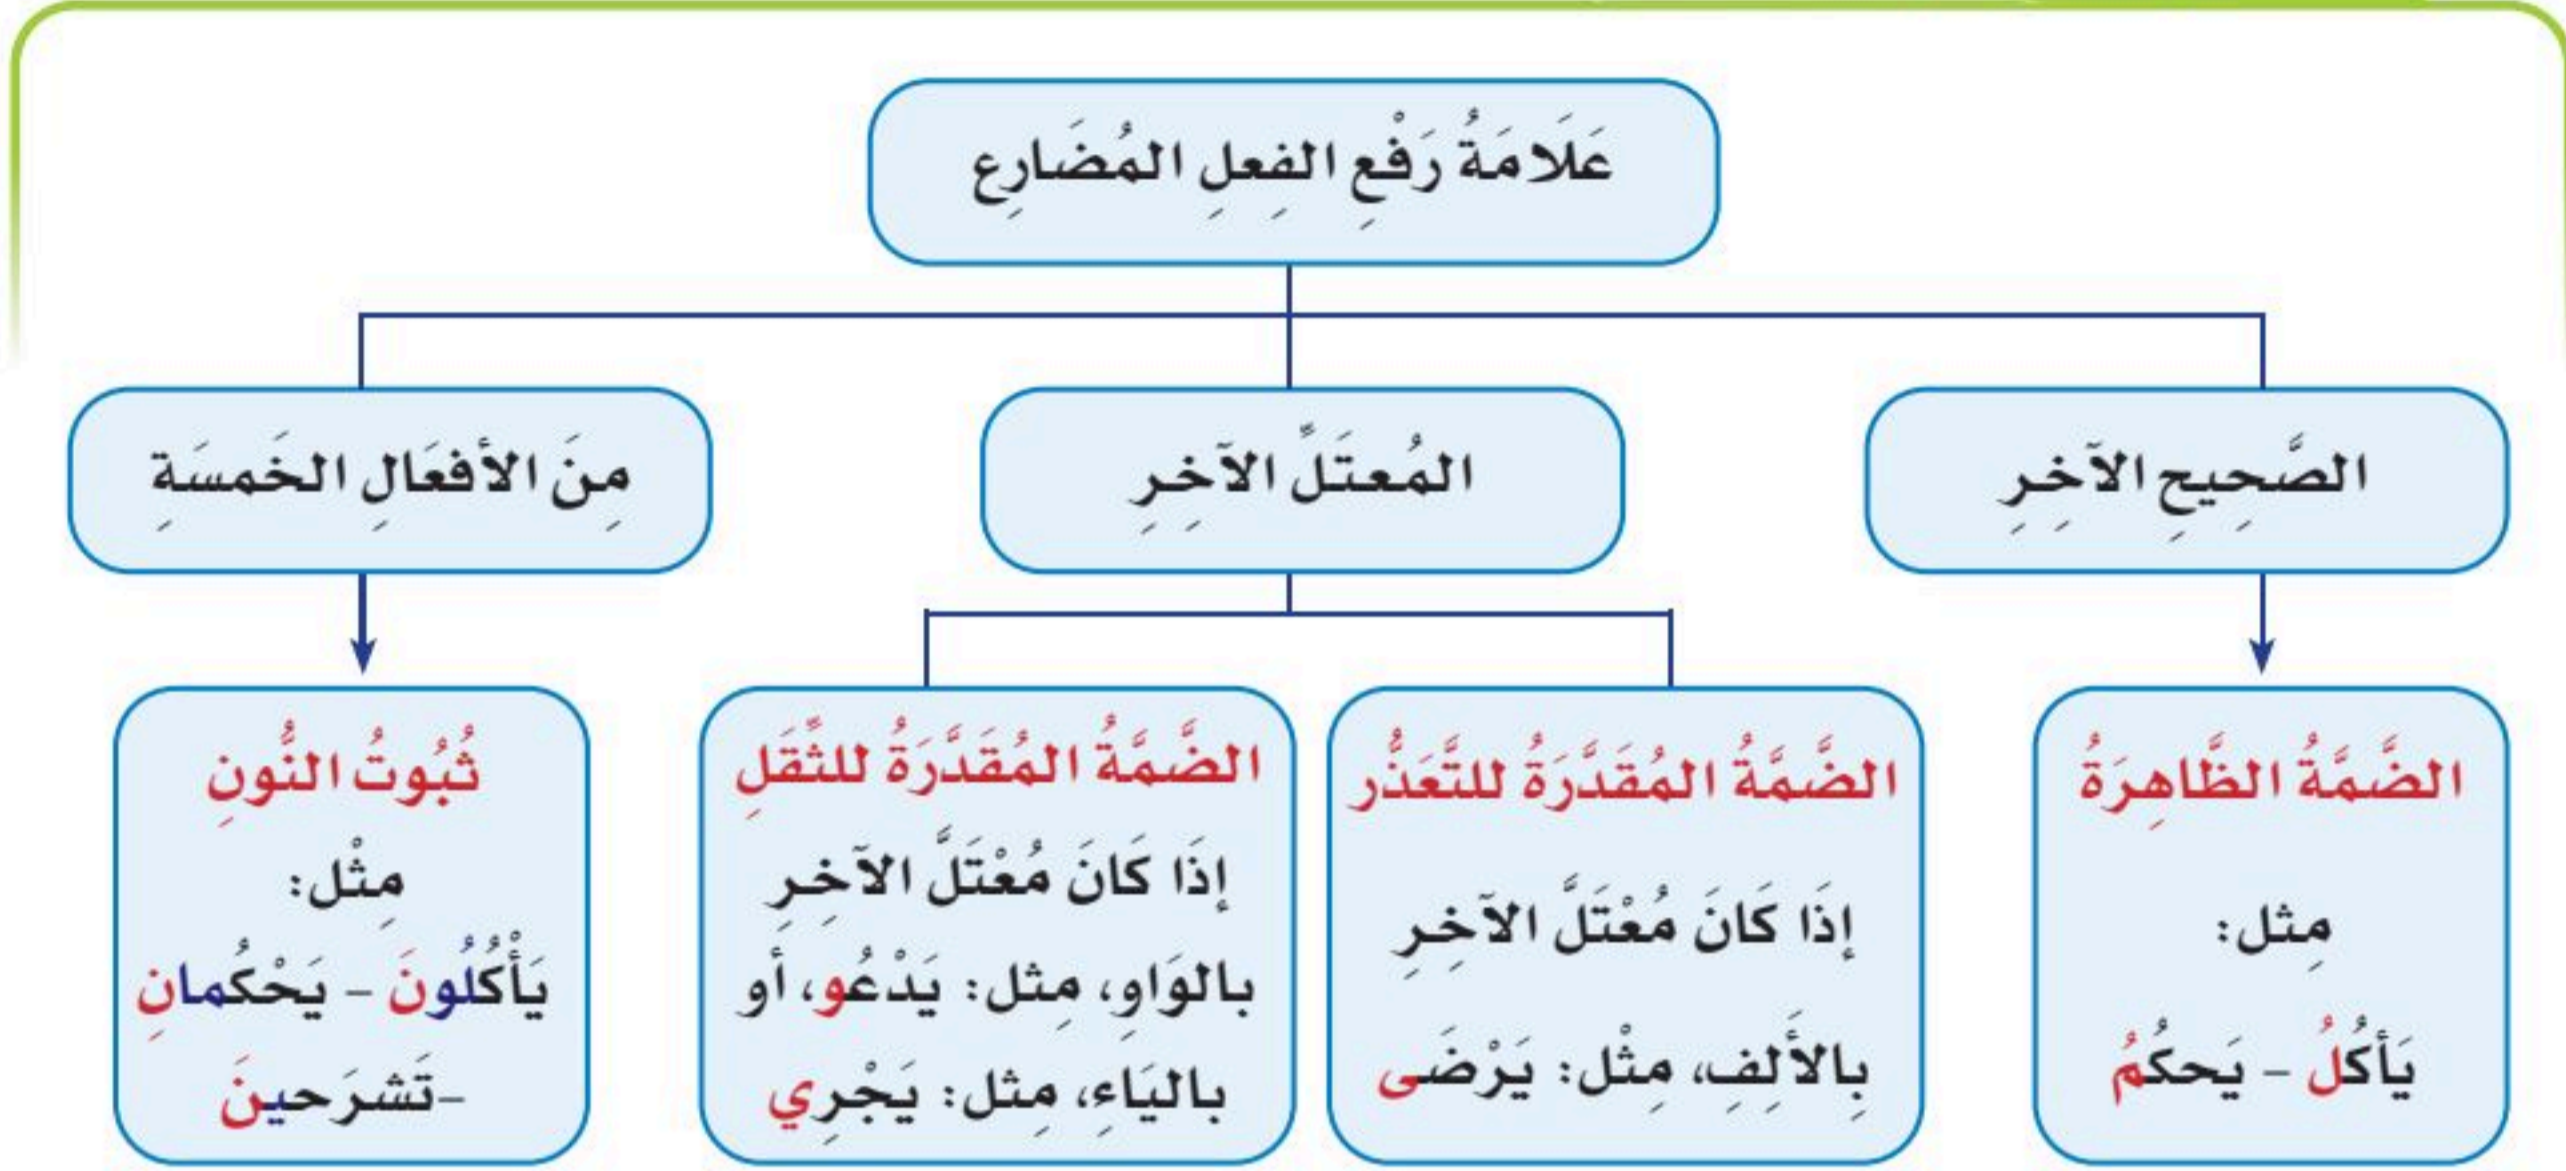 عَلَامَةُ رَفْعِ الفِعلِ المُضَارِع
الصَّحِيحِ الآخِرِ
المُعتَلِّ الآخِرِ
مِنَ الأفعَالِ الخَمسَةِ
الضَّمَّةُ الظَّاهِرَةُ
مِثل:
يَأكُلُ – يَحكُمُ
الضَّمَّةُ المُقَدَّرَةُ للتَّعَذُّر
إِذَا كَانَ مُعْتَلَّ الآخِرِ
بِالأَلِفِ، مِثْل: يَرْضَى
الضَّمَّةُ المُقَدَّرَةُ للثِّقَلِ
إِذَا كَانَ مُعْتَلَّ الآخِرِ
بالوَاوِ، مِثل: يَدْعُو، أو
باليَاءِ، مِثل: يَجْرِي
ثُبُوتُ النُّونِ
مِثْل:
يَأْكُلُونَ – يَحْكُمانِ
–تَشرَحينَ